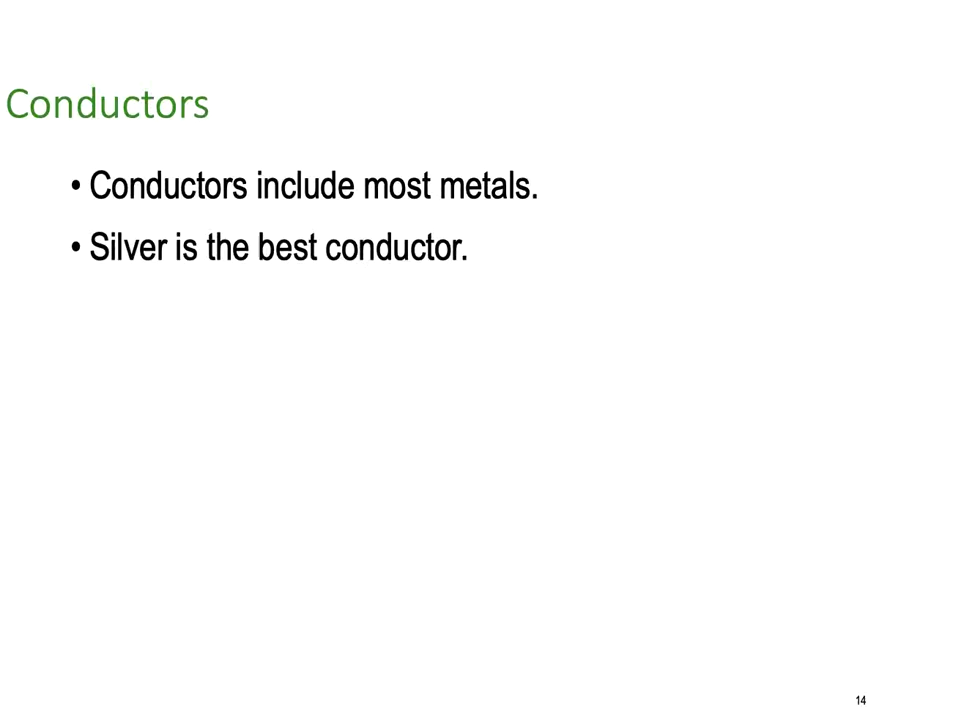 Conductors
• Conductors include most metals.
• Silver is the best conductor.
14